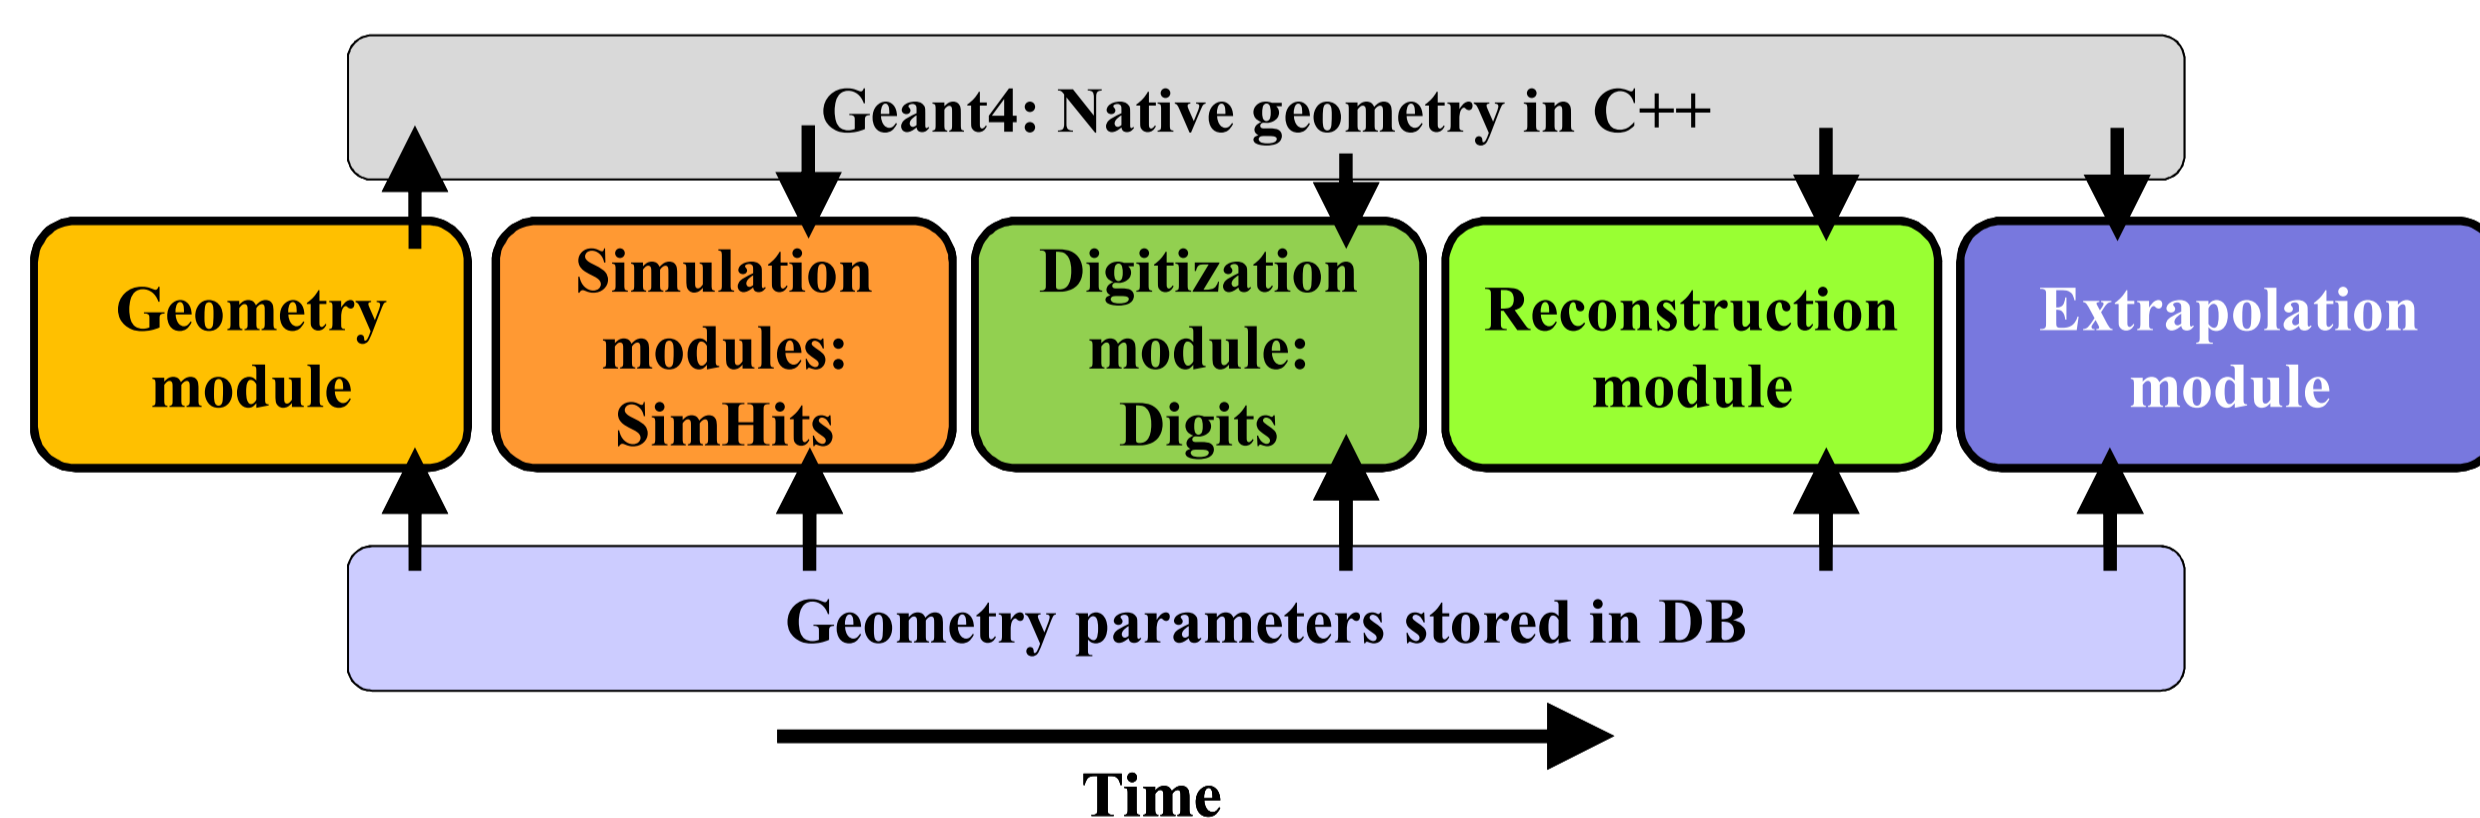 Geant4: Native geometry in C++
Geometry
module
Simulation
modules:
SimHits
Digitization
module:
Digits
Reconstruction
module
Extrapolation
module
Geometry parameters stored in DB
Time